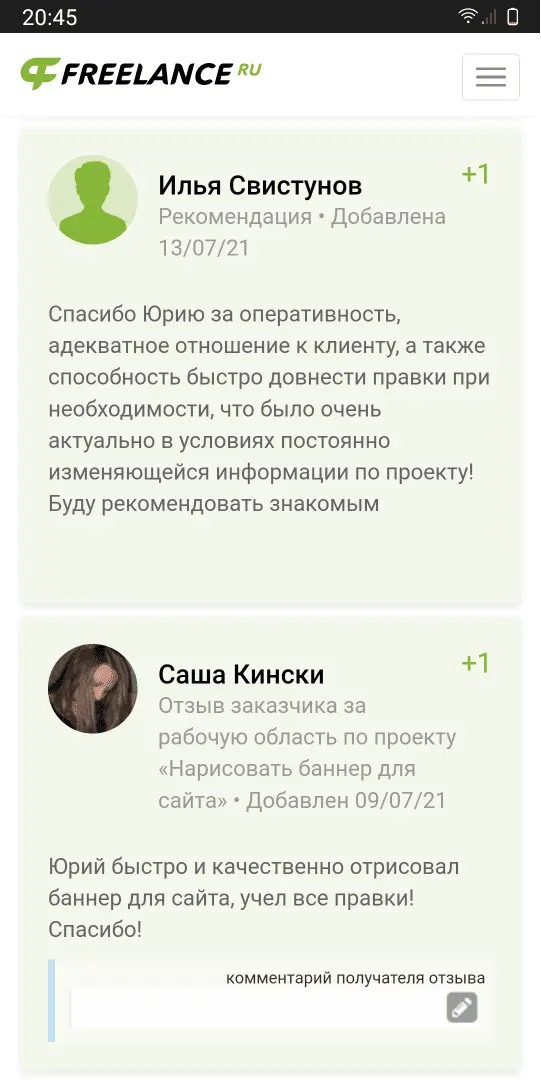 20:45
FREELANCE RU
Илья Свистунов
+1
Рекомендация • Добавлена
13/07/21
Спасибо Юрию за оперативность,
адекватное отношение к клиенту, а также
способность быстро довнести правки при
необходимости, что было очень
актуально в условиях постоянно
изменяющейся информации по проекту!
Буду рекомендовать знакомым
Саша Кински
+1
Отзыв заказчика за
рабочую область по проекту
«Нарисовать баннер для
сайта» • Добавлен 09/07/21
Юрий быстро и качественно отрисовал
баннер для сайта, учел все правки!
Спасибо!
комментарий получателя отзыва